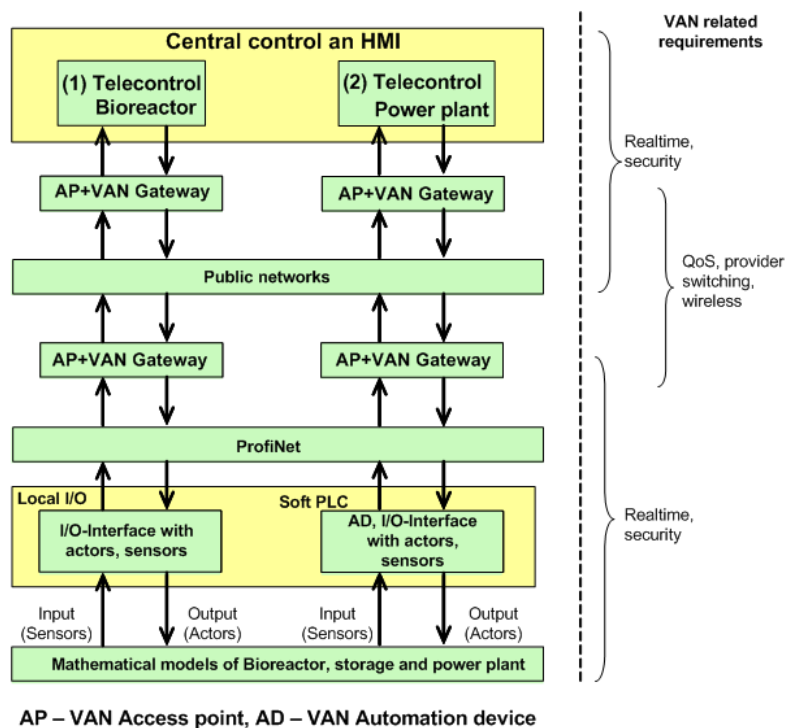 Central control an HMI
VAN related
requirements
(1) Telecontrol
Bioreactor
(2) Telecontrol
Power plant
Realtime,
security
AP+VAN Gateway
AP+VAN Gateway
QoS, provider
switching,
wireless
Public networks
AP+VAN Gateway
AP+VAN Gateway
ProfiNet
Local I/O
Soft PLC
I/O-Interface with
actors, sensors
AD, I/O-Interface
with actors,
sensors
Realtime,
security
Input
(Sensors)
Output
(Actors)
Input
(Sensors)
Output
(Actors)
Mathematical models of Bioreactor, storage and power plant
AP – VAN Access point, AD – VAN Automation device